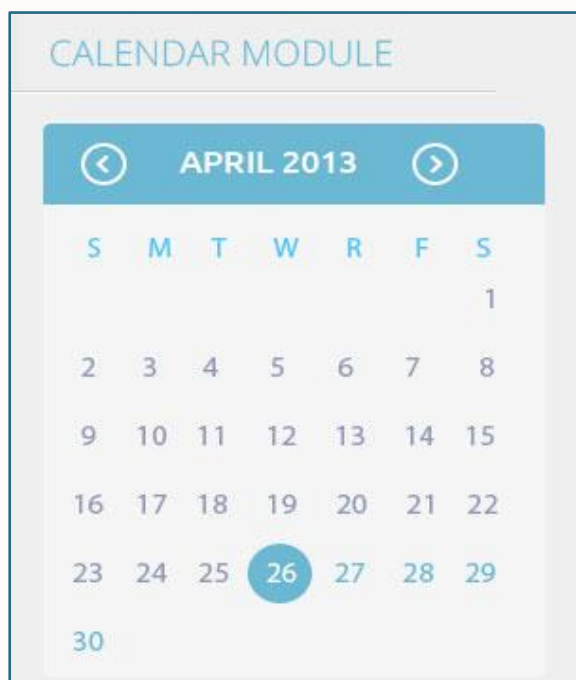 CALENDAR MODULE
APRIL 2013
S M T W R F S
1
2 3 4 5 6 7 8
9 10 11 12 13 14 15
16 17 18 19 20 21 22
23 24 25 26 27 28 29
30